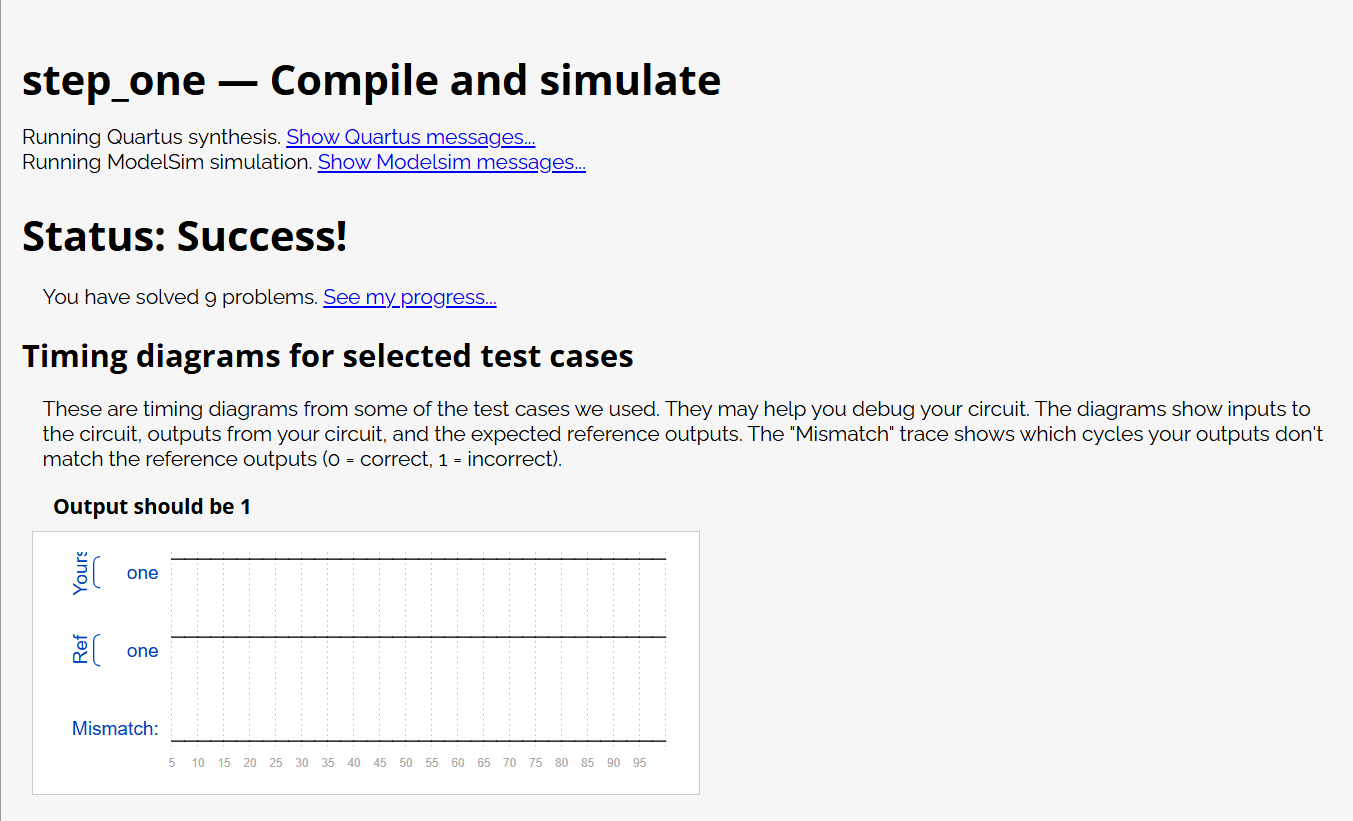 step_one — Compile and simulate
Running Quartus synthesis. Show Quartus messages...
Running ModelSim simulation. Show Modelsim messages...
Status: Success!
You have solved 9 problems. See my progress...
Timing diagrams for selected test cases
These are timing diagrams from some of the test cases we used. They may help you debug your circuit. The diagrams show inputs to
the circuit, outputs from your circuit, and the expected reference outputs. The "Mismatch" trace shows which cycles your outputs don't
match the reference outputs (0 = correct, 1 = incorrect).
Output should be 1
Yours
one
Ref
one
Mismatch:
5 10 15 20 25 30 35 40 45 50 55 60 65 70 75 80 85 90 95